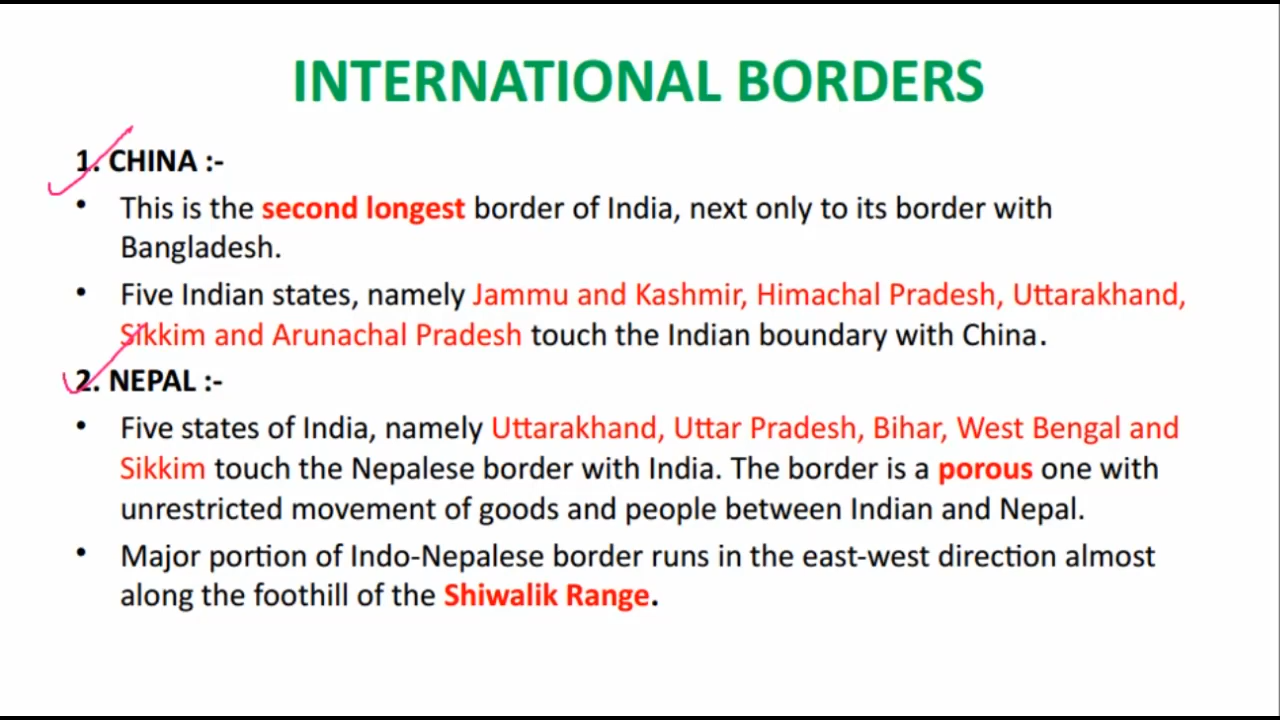 INTERNATIONAL BORDERS
1. CHINA :-
• This is the second longest border of India, next only to its border with
Bangladesh.
• Five Indian states, namely Jammu and Kashmir, Himachal Pradesh, Uttarakhand,
Sikkim and Arunachal Pradesh touch the Indian boundary with China.
2. NEPAL :-
• Five states of India, namely Uttarakhand, Uttar Pradesh, Bihar, West Bengal and
Sikkim touch the Nepalese border with India. The border is a porous one with
unrestricted movement of goods and people between Indian and Nepal.
• Major portion of Indo-Nepalese border runs in the east-west direction almost
along the foothill of the Shiwalik Range.